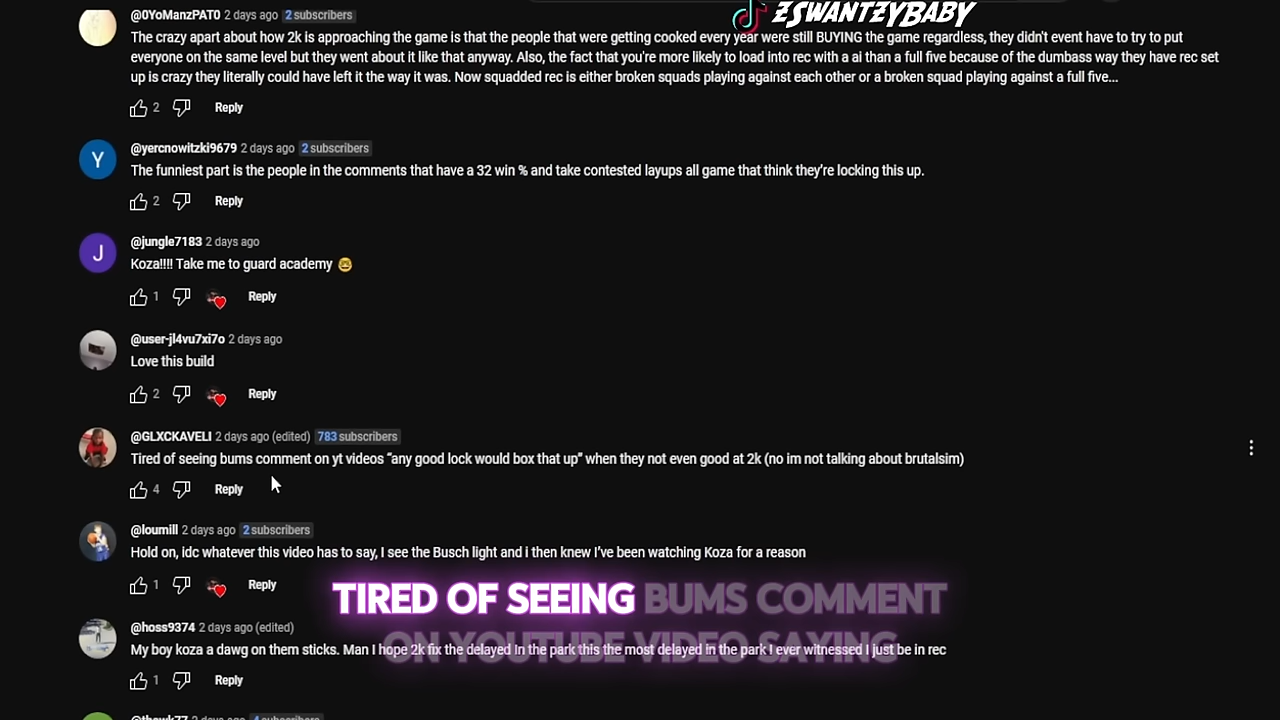 ZSWANTZYBABY
@0YoManzPAT0 2 days ago 2 subscribers
The crazy apart about how 2k is approaching the game is that the people that were getting cooked every year were still BUYING the game regardless, they didn't event have to try to put
everyone on the same level but they went about it like that anyway. Also, the fact that you're more likely to load into rec with a ai than a full five because of the dumbass way they have rec set
up is crazy they literally could have left it the way it was. Now squadded rec is either broken squads playing against each other or a broken squad playing against a full five...
2 Reply
Y
@yercnowitzki9679 2 days ago 2 subscribers
The funniest part is the people in the comments that have a 32 win % and take contested layups all game that think they're locking this up.
2 Reply
J
@jungle7183 2 days ago
Koza!!!! Take me to guard academy 🤓
1 Reply
@user-jl4vu7xi7o 2 days ago
Love this build
2 Reply
@GLXCKAVELI 2 days ago (edited) 783 subscribers
Tired of seeing bums comment on yt videos “any good lock would box that up” when they not even good at 2k (no im not talking about brutalsim)
4 Reply
@loumill 2 days ago 2 subscribers
Hold on, idc whatever this video has to say, I see the Busch light and i then knew I've been watching Koza for a reason
1 Reply
TIRED OF SEEING BUMS COMMENT
ON YOUTUBE VIDEO SAYING
@hoss9374 2 days ago (edited)
My boy koza a dawg on them sticks. Man I hope 2k fix the delayed In the park this the most delayed in the park I ever witnessed I just be in rec
1 Reply
@thawk77 2 days ago 4 subscribers